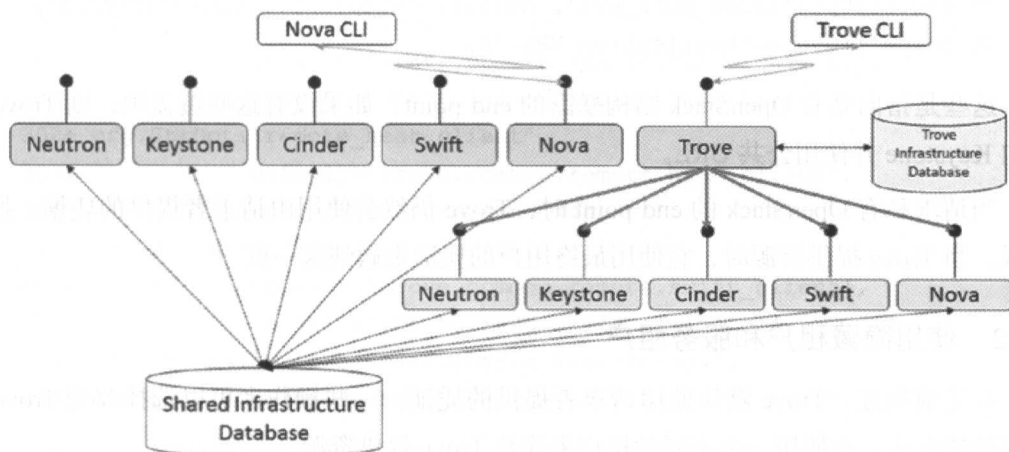 Nova CLI
Trove CLI
Neutron
Keystone
Cinder
Swift
Nova
Trove
Trove
Infrastructure
Database
Neutron
Keystone
Cinder
Swift
Nova
Shared Infrastructure
Database